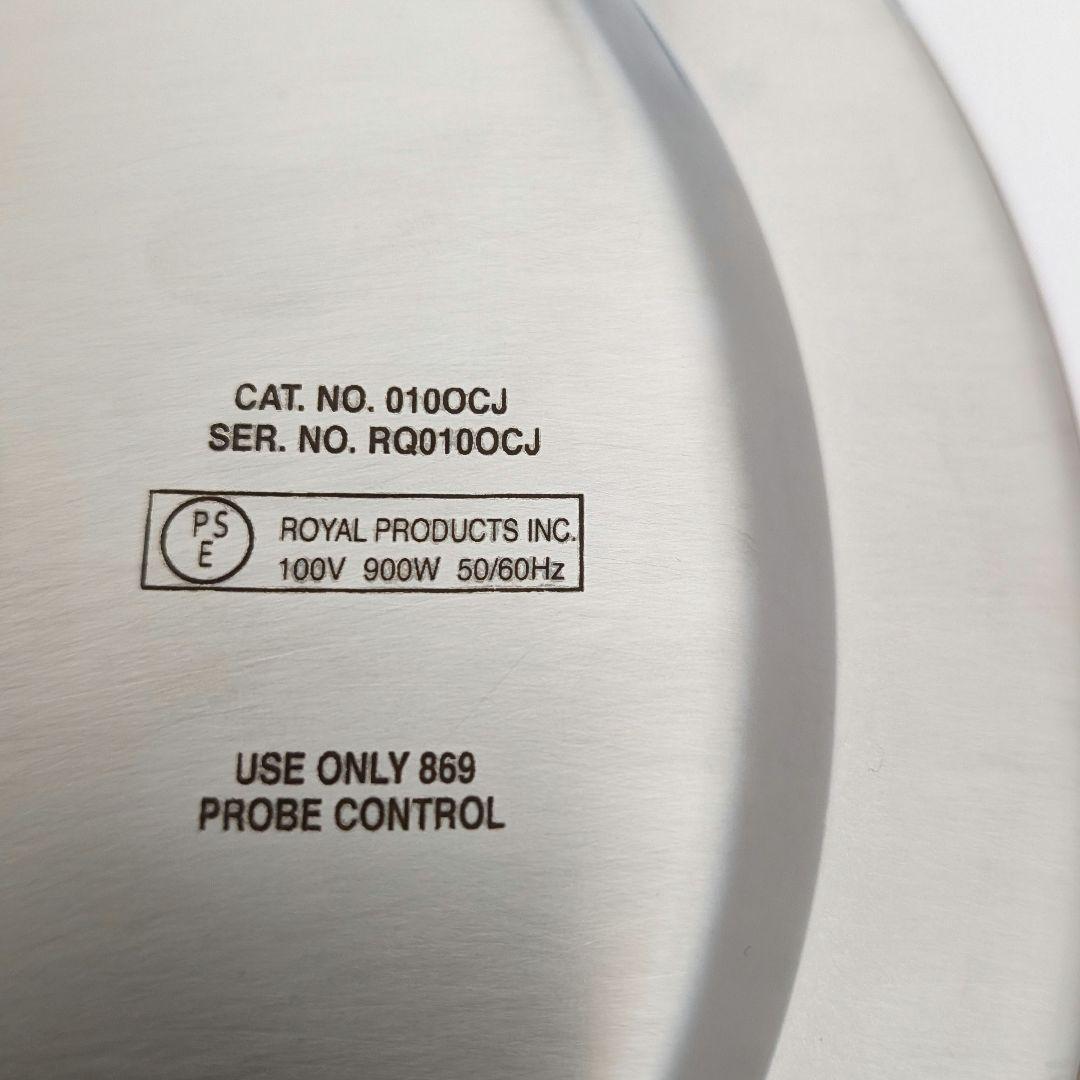 CAT. NO. 010OCJ
SER. NO. RQ010OCJ
PS
E
ROYAL PRODUCTS INC.
100V 900W 50/60Hz
USE ONLY 869
PROBE CONTROL